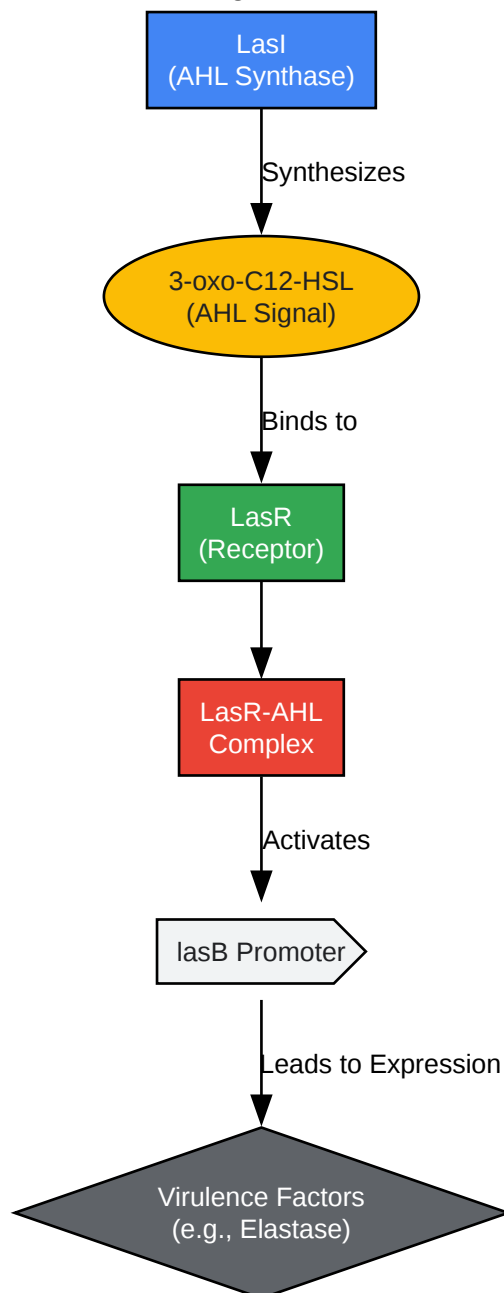 LasI
(AHL Synthase)
Synthesizes
3-oxo-C12-HSL
(AHL Signal)
Binds to
LasR
(Receptor)
LasR-AHL
Complex
Activates
lasB Promoter
Leads to Expression
Virulence Factors
(e.g., Elastase)